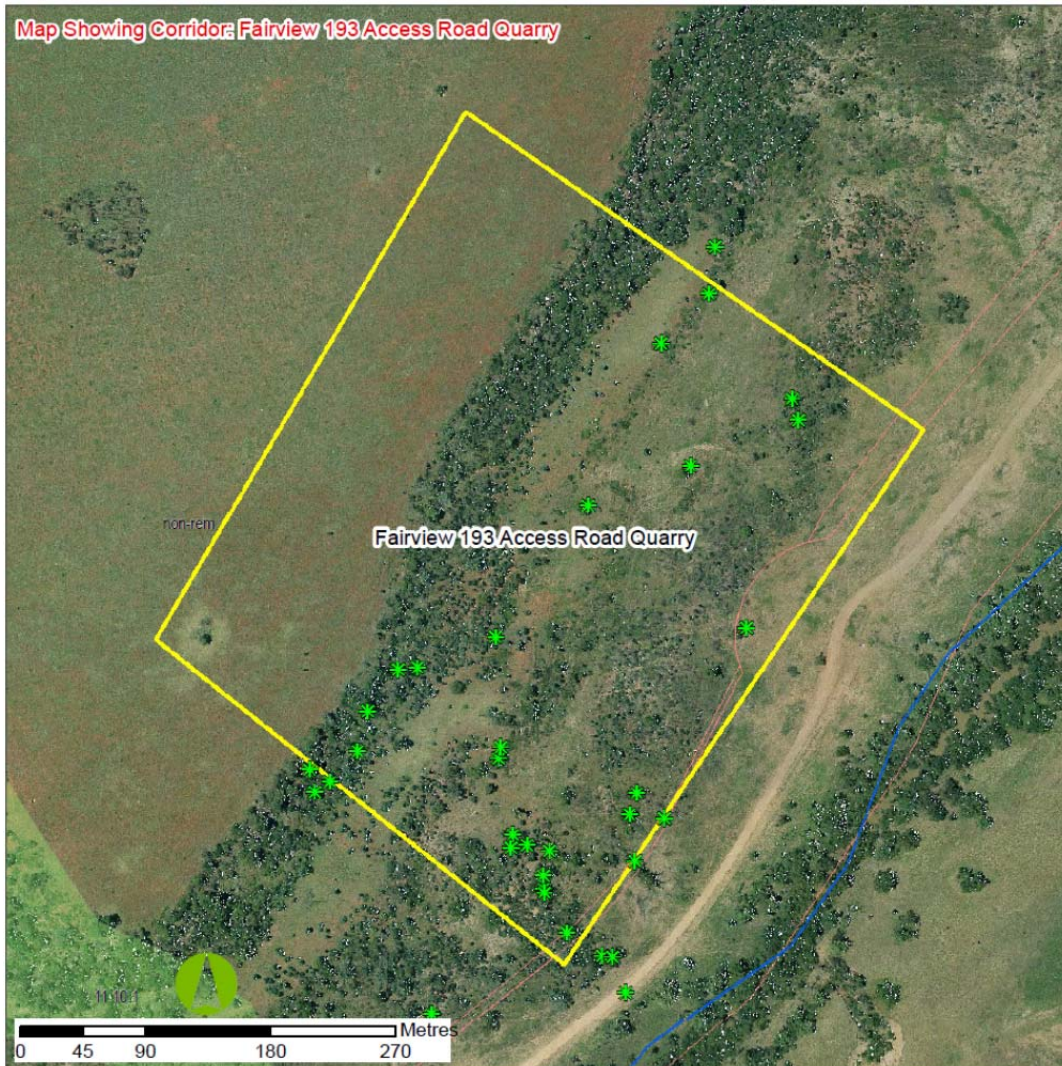 Map Showing Corridor: Fairview 193 Access Road Quarry
non-rem
Fairview 193 Access Road Quarry
Metres
0 45 90 180 270